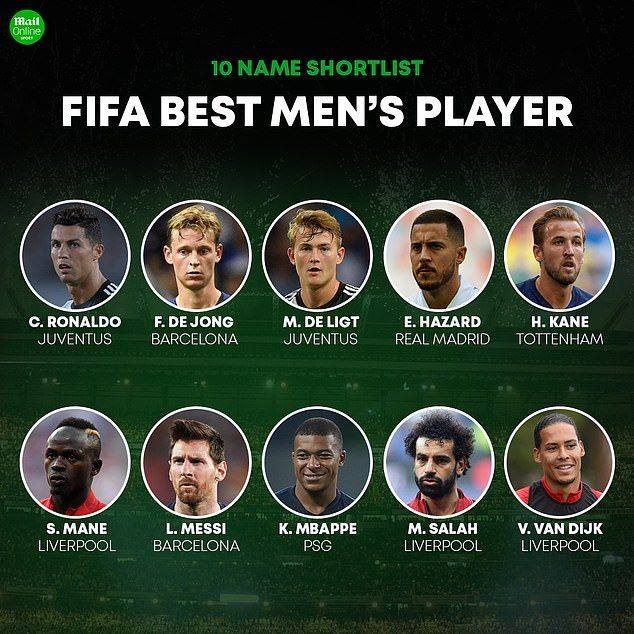 Mail
Online
SPORT
10 NAME SHORTLIST
FIFA BEST MEN'S PLAYER
C. RONALDO
JUVENTUS
F. DE JONG
BARCELONA
M. DE LIGT
JUVENTUS
E. HAZARD
REAL MADRID
H. KANE
TOTTENHAM
S. MANE
LIVERPOOL
L. MESSI
BARCELONA
K. MBAPPE
PSG
M. SALAH
LIVERPOOL
V. VAN DIJK
LIVERPOOL